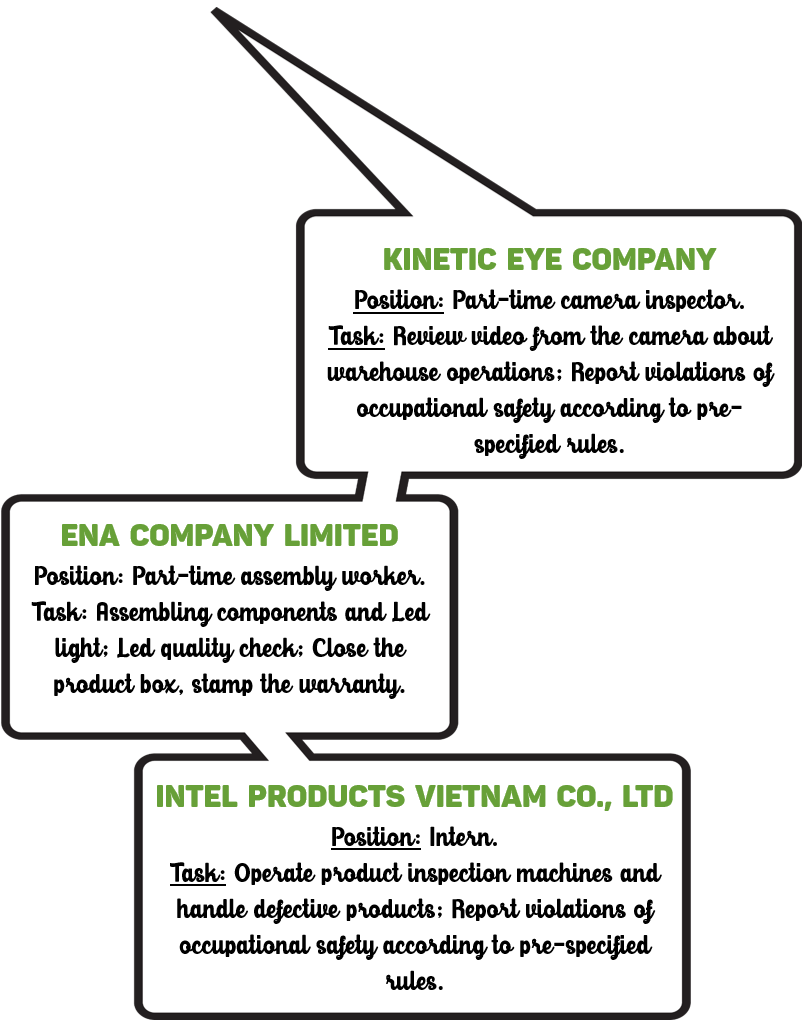 KINETIC EYE COMPANY
Position: Part-time camera inspector.
Task: Review video from the camera about
warehouse operations; Report violations of
occupational safety according to pre-
specified rules.
ENA COMPANY LIMITED
Position: Part-time assembly worker.
Task: Assembling components and Led
light; Led quality check; Close the
product box, stamp the warranty.
INTEL PRODUCTS VIETNAM CO., LTD
Position: Intern.
Task: Operate product inspection machines and
handle defective products; Report violations of
occupational safety according to pre-specified
rules.